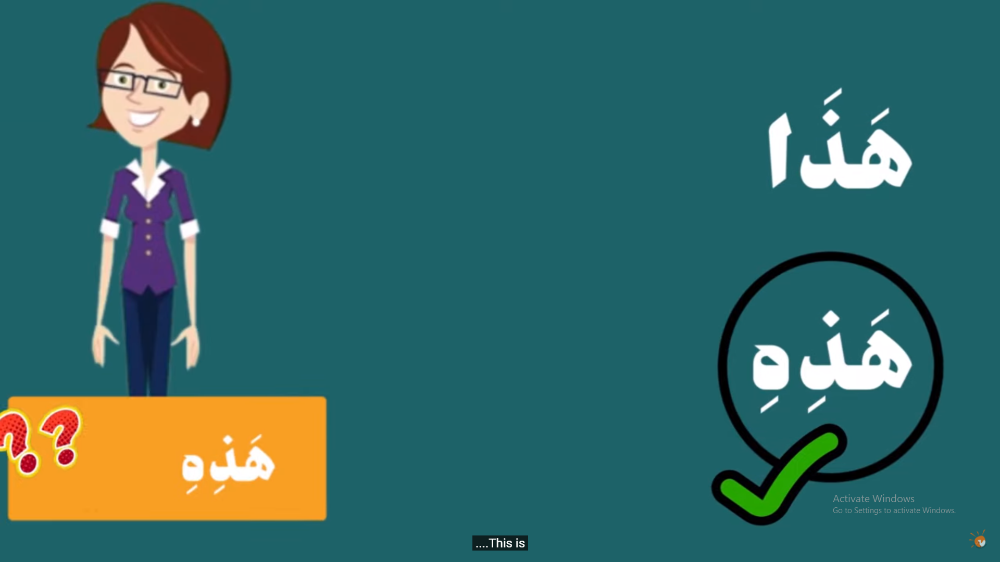 هَذَا
هَذِهِ
هَذِهِ
??
Activate Windows
Go to Settings to activate Windows.
....This is